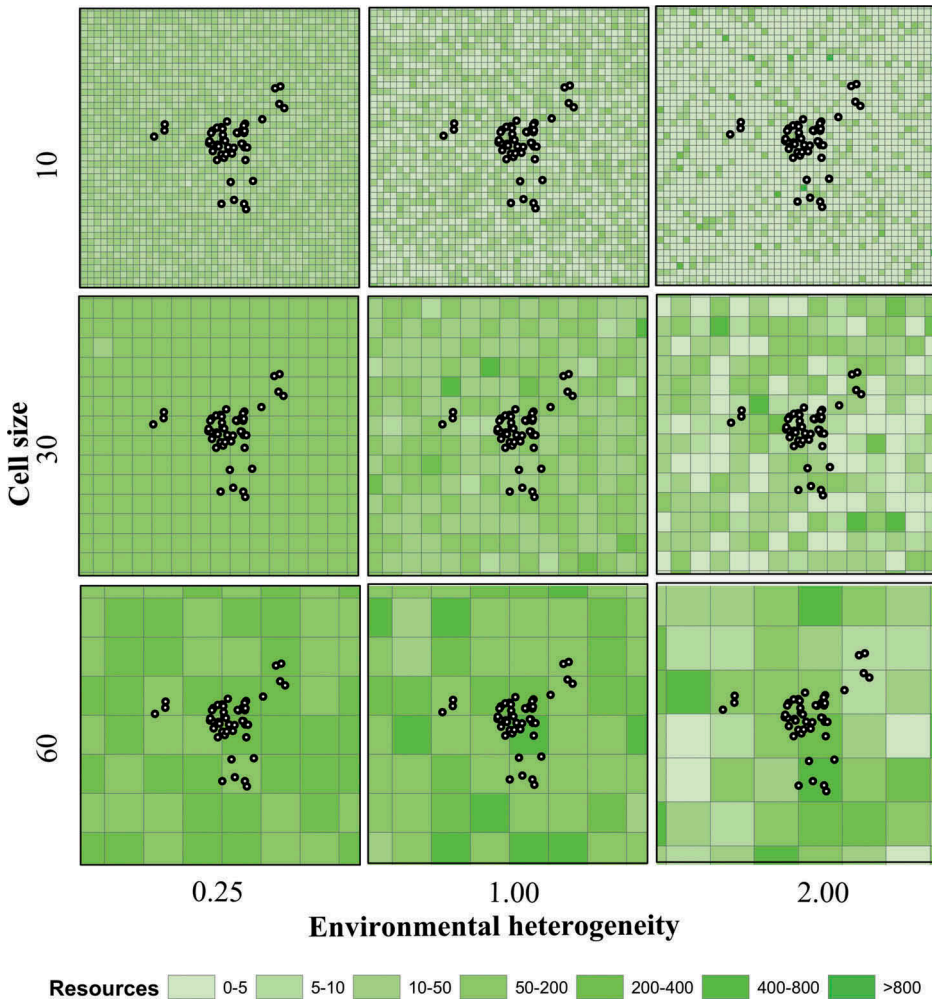 Cell size
10
30
60
0.25 1.00 2.00
Environmental heterogeneity
Resources 0-5 5-10 10-50 50-200 200-400 400-800 >800